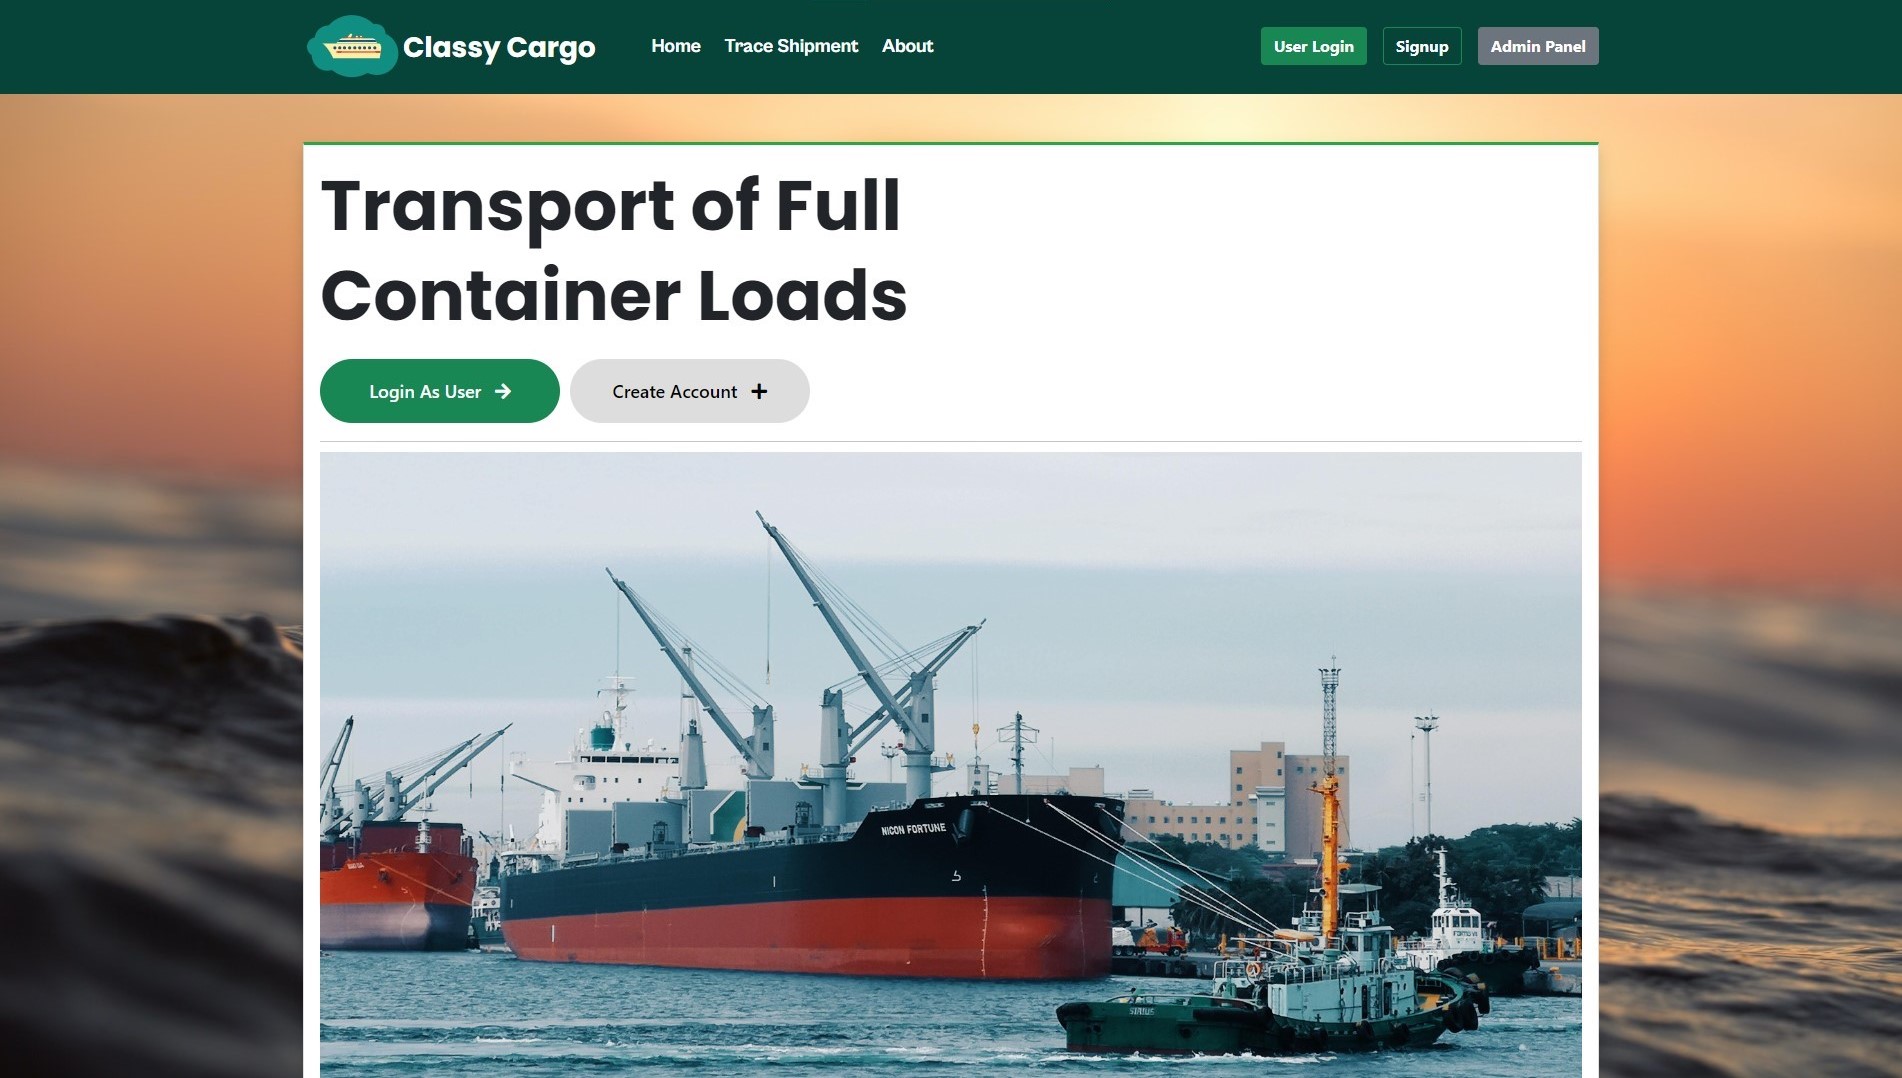 Classy Cargo
Home
Trace Shipment
About
User Login
Signup
Admin Panel
Transport of Full
Container Loads
Login As User
Create Account
NICON FORTUNE